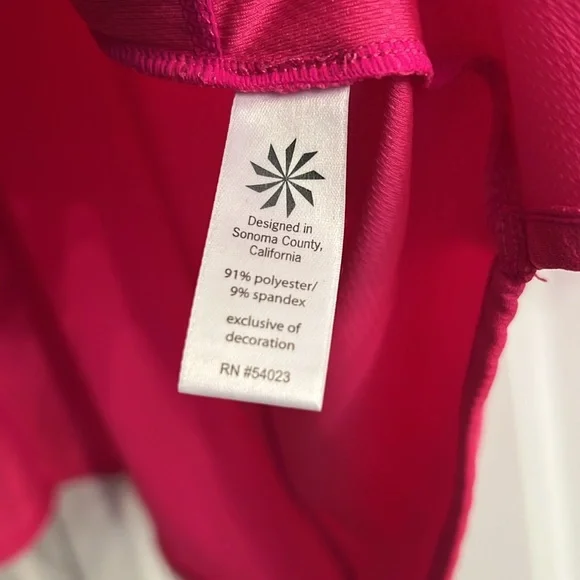 Designed in
Sonoma County,
California
91% polyester/
9% spandex
exclusive of
decoration
RN #54023